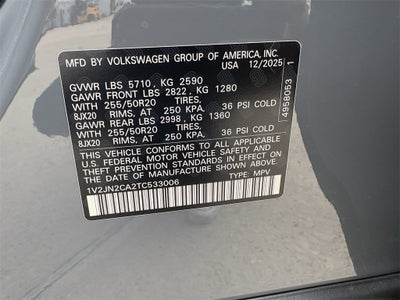 MFD BY VOLKSWAGEN GROUP OF AMERICA, INC.
USA 12/2025
GVWR LBS 5710, KG 2590
GAWR FRONT LBS 2822, KG 1280
WITH 255/50R20 TIRES,
8JX20 RIMS, AT 250 KPA, 36 PSI COLD
GAWR REAR LBS 2998, KG 1360
WITH 255/50R20 TIRES,
8JX20 RIMS, AT 250 KPA, 36 PSI COLD
THIS VEHICLE CONFORMS TO ALL APPLICABLE
U.S. FEDERAL MOTOR VEHICLE SAFETY AND
THEFT PREVENTION STANDARDS IN EFFECT ON THE
DATE OF MANUFACTURE SHOWN ABOVE.
1V2JN2CA2TC533006 TYPE: MPV
4958053 1